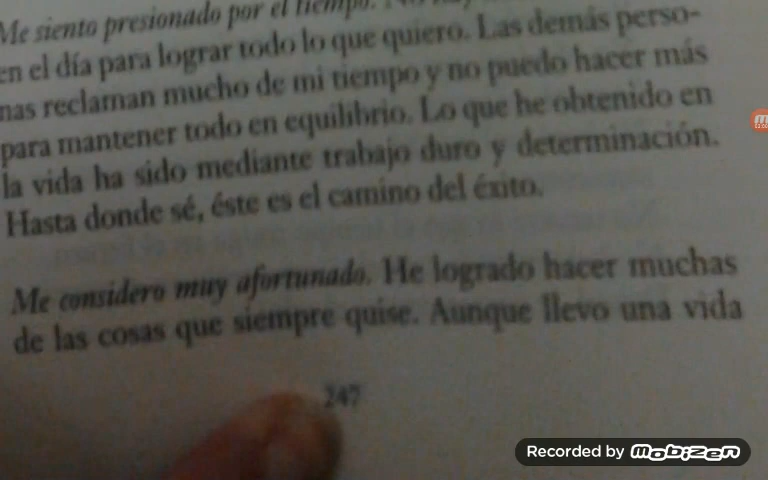 Me siento presionado por el tiempo. No hay
en el día para lograr todo lo que quiero. Las demás perso-
nas reclaman mucho de mi tiempo y no puedo hacer más
para mantener todo en equilibrio. Lo que he obtenido en
la vida ha sido mediante trabajo duro y determinación.
Hasta donde sé, éste es el camino del éxito.
Me considero muy afortunado. He logrado hacer muchas
de las cosas que siempre quise. Aunque llevo una vida
247
Recorded by mobizen